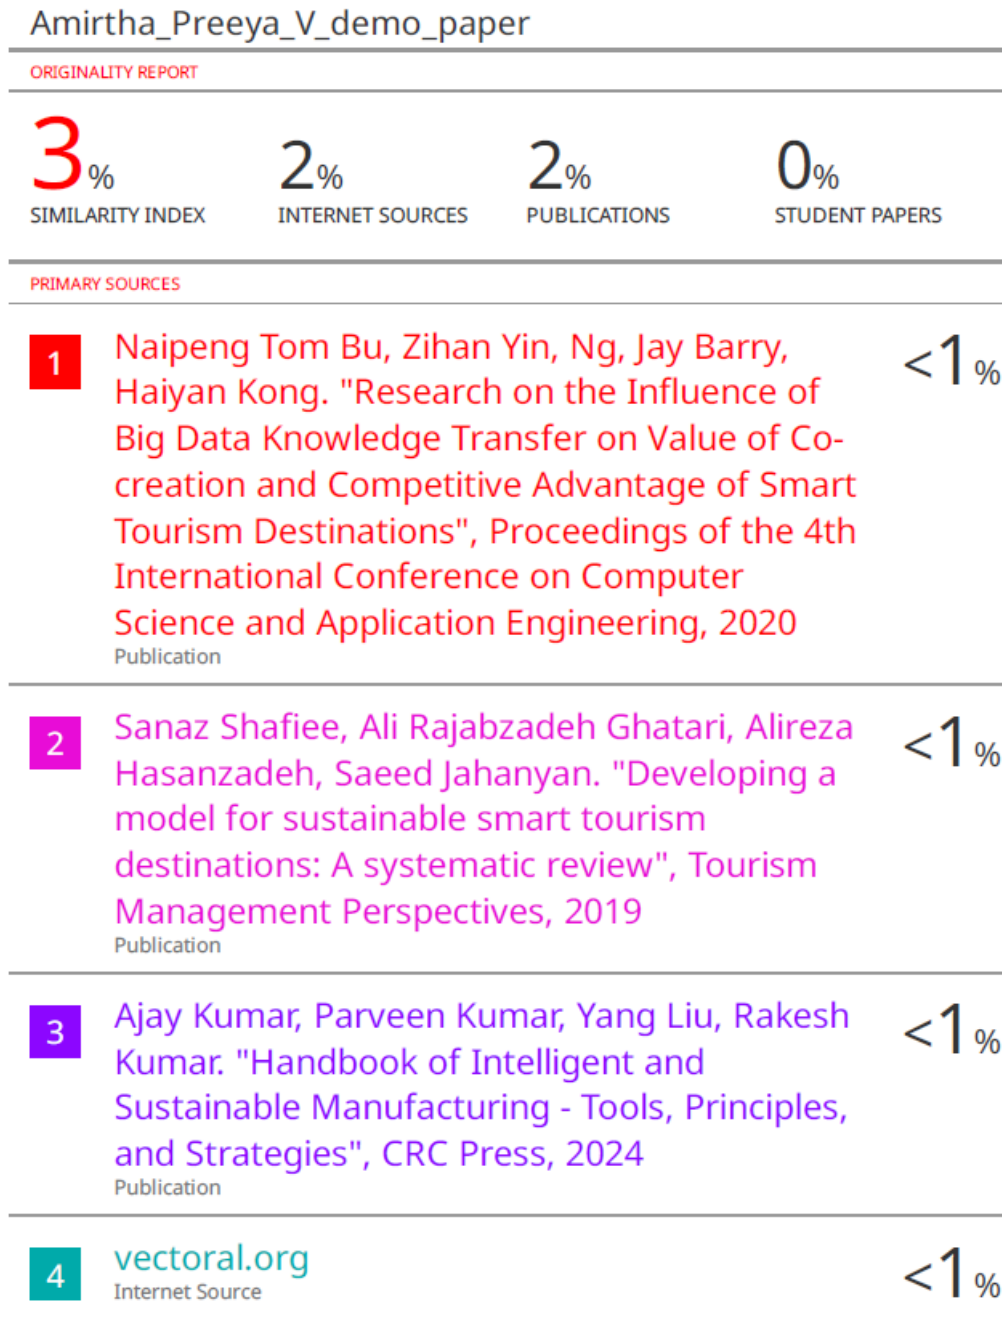 Amirtha_Preeya_V_demo_paper
ORIGINALITY REPORT
3% 2% 2% 0%
SIMILARITY INDEX INTERNET SOURCES PUBLICATIONS STUDENT PAPERS
PRIMARY SOURCES
1 Naipeng Tom Bu, Zihan Yin, Ng, Jay Barry, <1%
Haiyan Kong. "Research on the Influence of
Big Data Knowledge Transfer on Value of Co-
creation and Competitive Advantage of Smart
Tourism Destinations", Proceedings of the 4th
International Conference on Computer
Science and Application Engineering, 2020
Publication
2 Sanaz Shafiee, Ali Rajabzadeh Ghatari, Alireza <1%
Hasanzadeh, Saeed Jahanyan. "Developing a
model for sustainable smart tourism
destinations: A systematic review", Tourism
Management Perspectives, 2019
Publication
3 Ajay Kumar, Parveen Kumar, Yang Liu, Rakesh <1%
Kumar. "Handbook of Intelligent and
Sustainable Manufacturing - Tools, Principles,
and Strategies", CRC Press, 2024
Publication
4 vectoral.org <1%
Internet Source